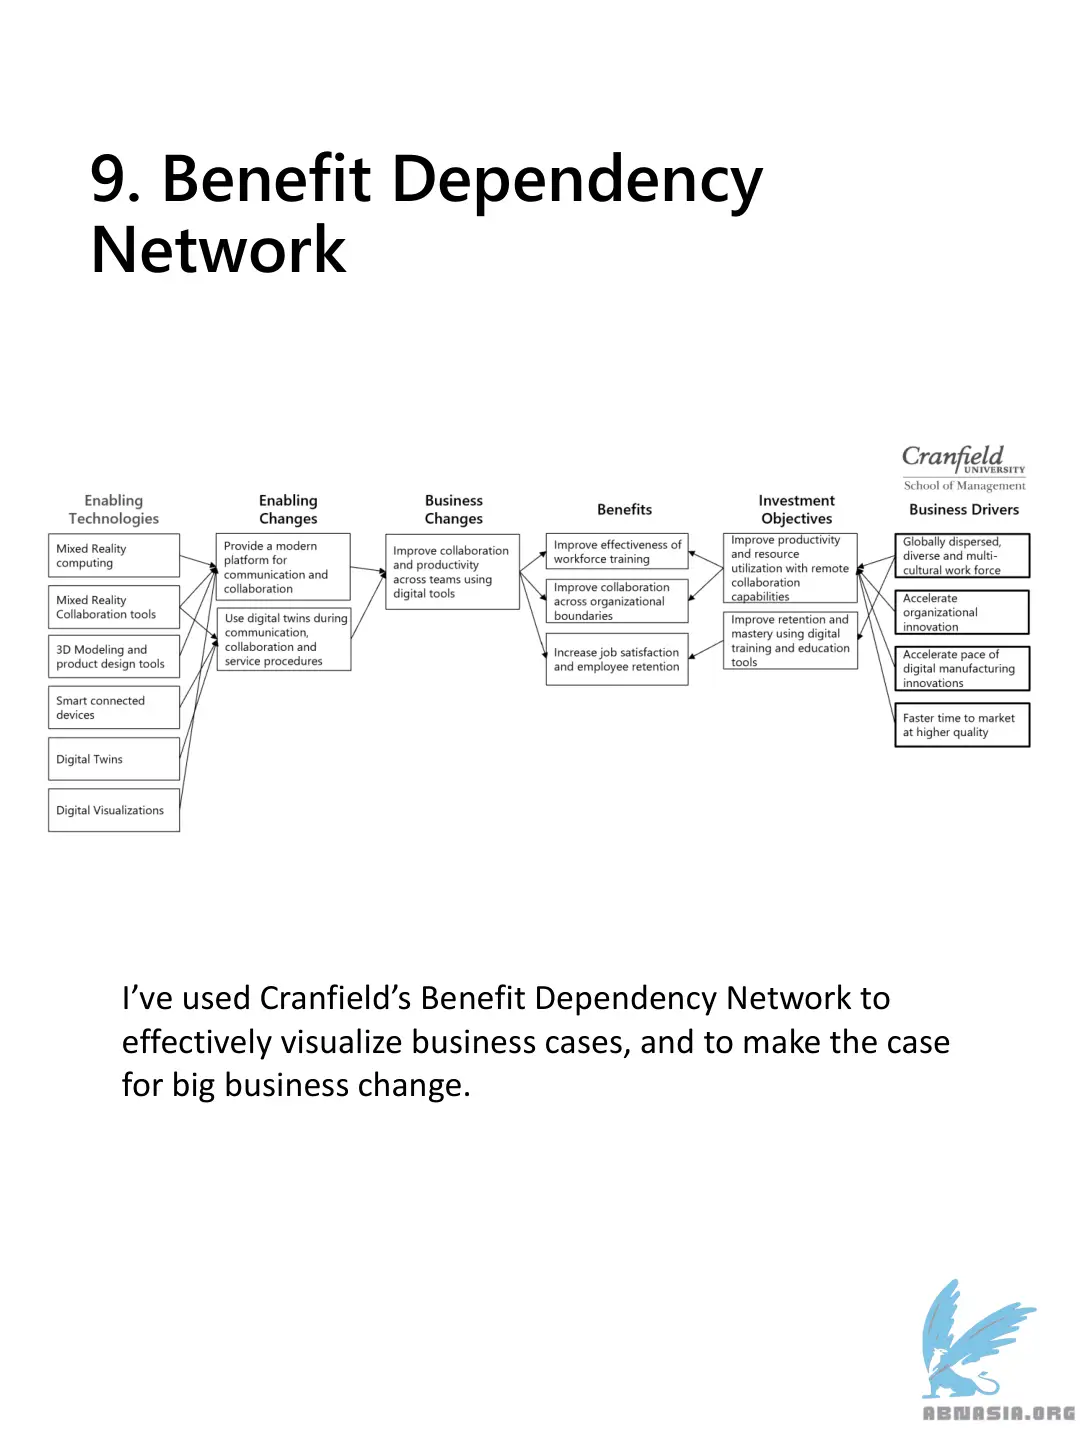 9. Benefit Dependency
Network
Cranfield
UNIVERSITY
School of Management
Enabling
Technologies
Enabling
Changes
Business
Changes
Benefits
Investment
Objectives
Business Drivers
Mixed Reality
computing
Mixed Reality
Collaboration tools
3D Modeling and
product design tools
Smart connected
devices
Digital Twins
Digital Visualizations
Provide a modern
platform for
communication and
collaboration
Use digital twins during
communication,
collaboration and
service procedures
Improve collaboration
and productivity
across teams using
digital tools
Improve effectiveness of
workforce training
Improve collaboration
across organizational
boundaries
Increase job satisfaction
and employee retention
Improve productivity
and resource
utilization with remote
collaboration
capabilities
Improve retention and
mastery using digital
training and education
tools
Globally dispersed,
diverse and multi-
cultural work force
Accelerate
organizational
innovation
Accelerate pace of
digital manufacturing
innovations
Faster time to market
at higher quality
I’ve used Cranfield’s Benefit Dependency Network to
effectively visualize business cases, and to make the case
for big business change.
ABNASIA.ORG